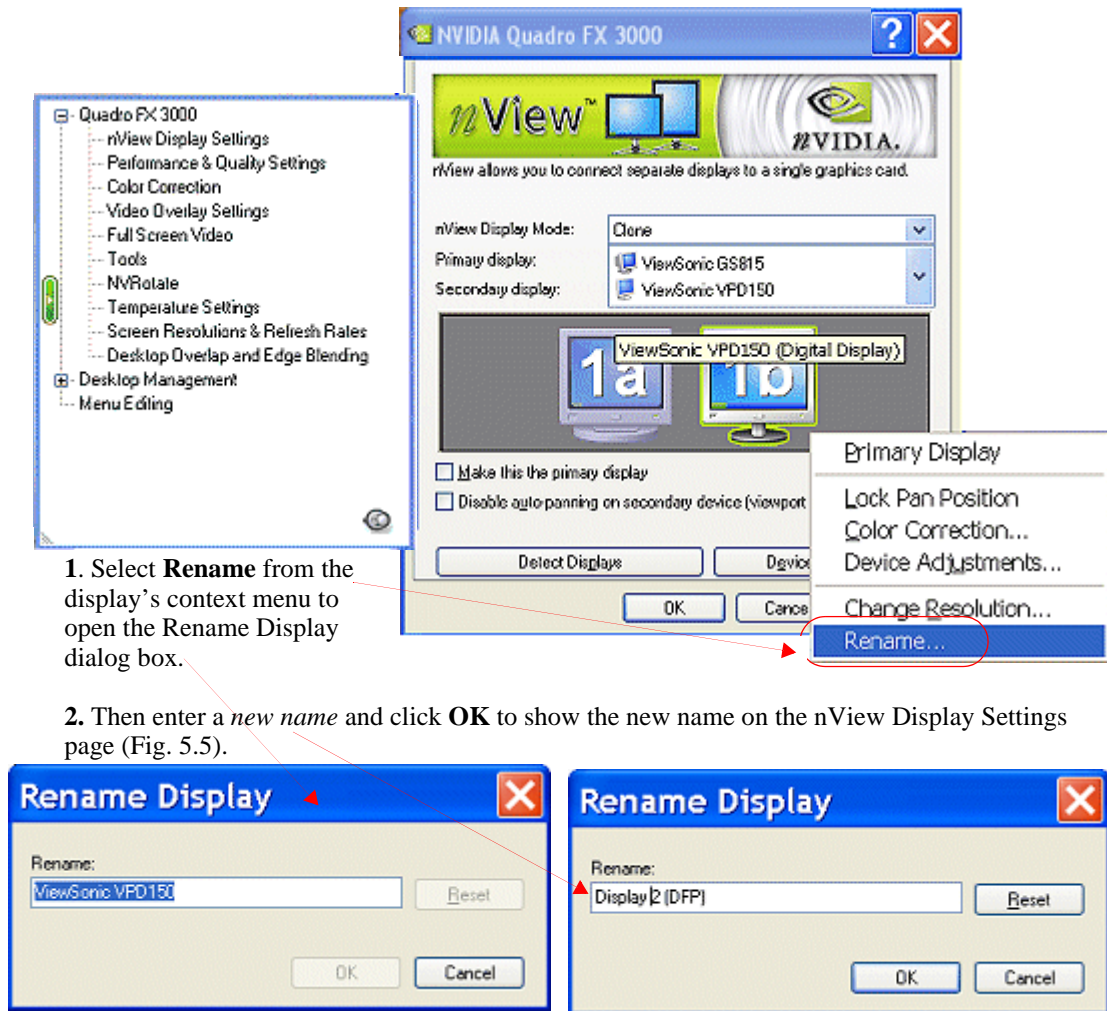 NVIDIA Quadro FX 3000
nView™
NVIDIA.
nView allows you to connect separate displays to a single graphics card.
Quadro FX 3000
nView Display Settings
Performance & Quality Settings
Color Correction
Video Overlay Settings
Full Screen Video
Tools
NVRotate
Temperature Settings
Screen Resolutions & Refresh Rates
Desktop Overlap and Edge Blending
Desktop Management
Menu Editing
nView Display Mode: Clone
Primary display: ViewSonic GS815
Secondary display: ViewSonic VPD150
ViewSonic VPD150 (Digital Display)
1a 1b
Make this the primary display
Disable auto-panning on secondary device (viewport
Detect Displays Device
OK Cance
Primary Display
Lock Pan Position
Color Correction...
Device Adjustments...
Change Resolution...
Rename...
1. Select Rename from the
display’s context menu to
open the Rename Display
dialog box.
2. Then enter a new name and click OK to show the new name on the nView Display Settings
page (Fig. 5.5).
Rename Display
Rename:
ViewSonic VPD150 Reset
OK Cancel
Rename Display
Rename:
Display 2 (DFP) Reset
OK Cancel